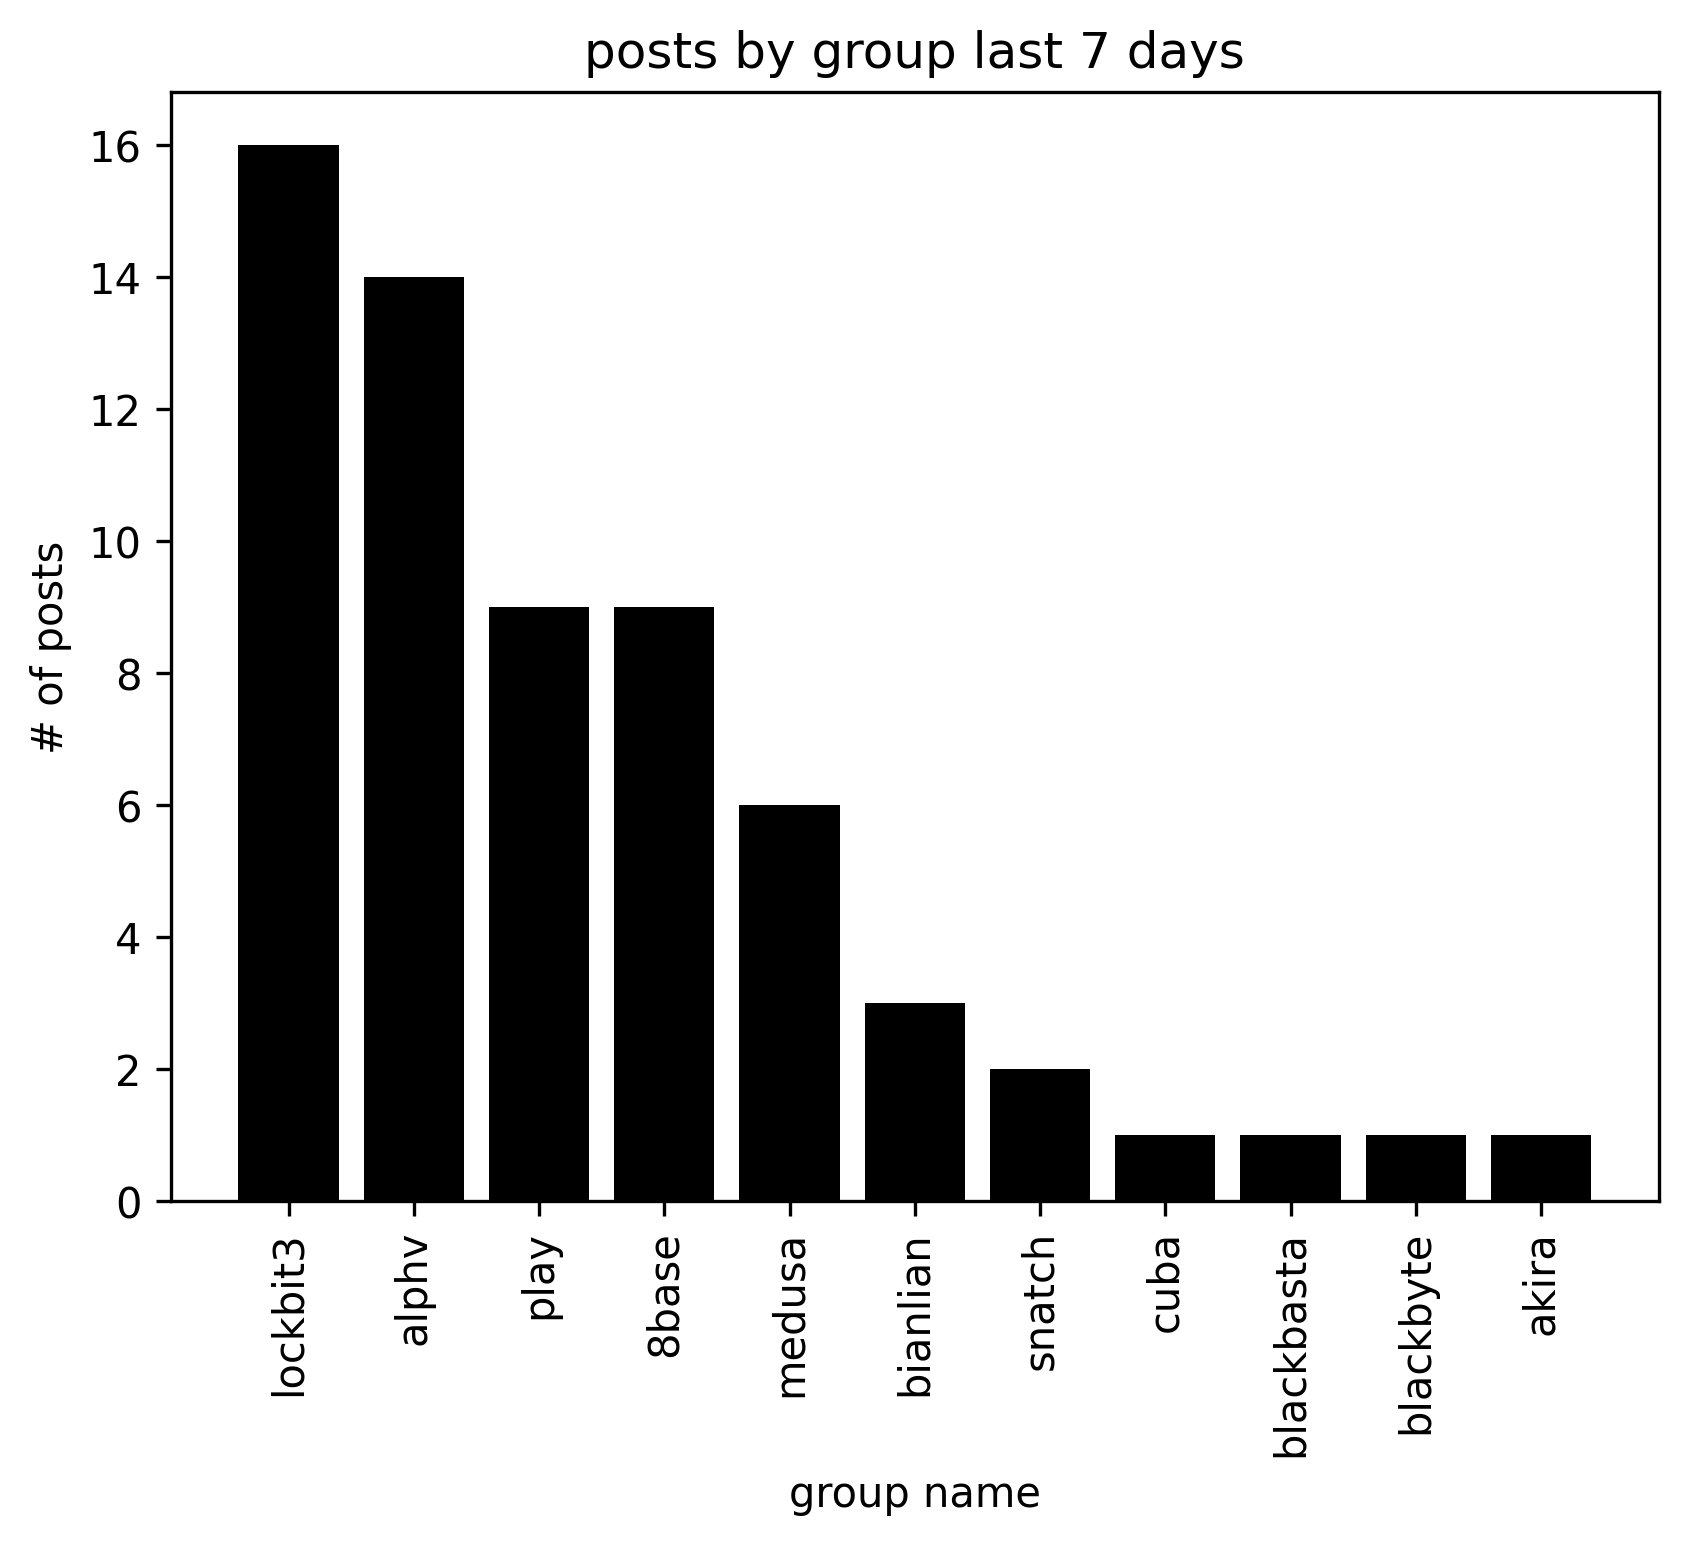 posts by group last 7 days
16
14
12
10
8
6
4
2
0
# of posts
lockbit3
alphv
play
8base
medusa
bianlian
snatch
cuba
blackbasta
blackbyte
akira
group name